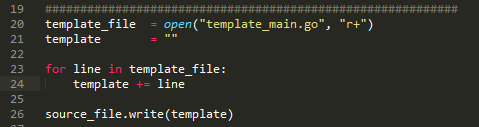 19 ############################################################
20 template_file = open("template_main.go", "r+")
21 template = ""
22
23 for line in template_file:
24 template += line
25
26 source_file.write(template)